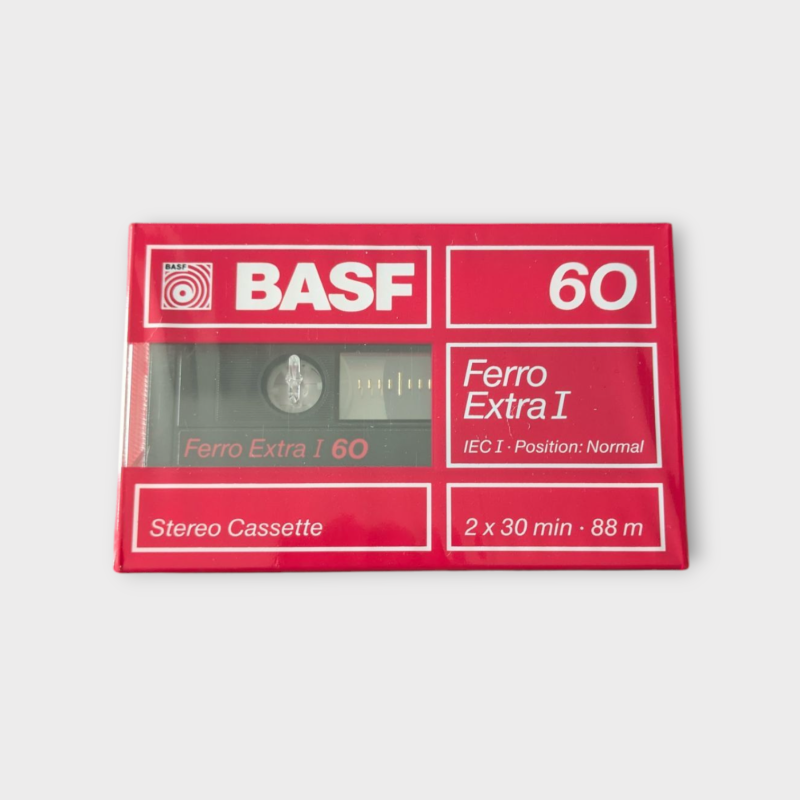 BASF
BASF
60
Ferro
Extra I
IEC I · Position: Normal
Ferro Extra I 60
Stereo Cassette
2 x 30 min · 88 m